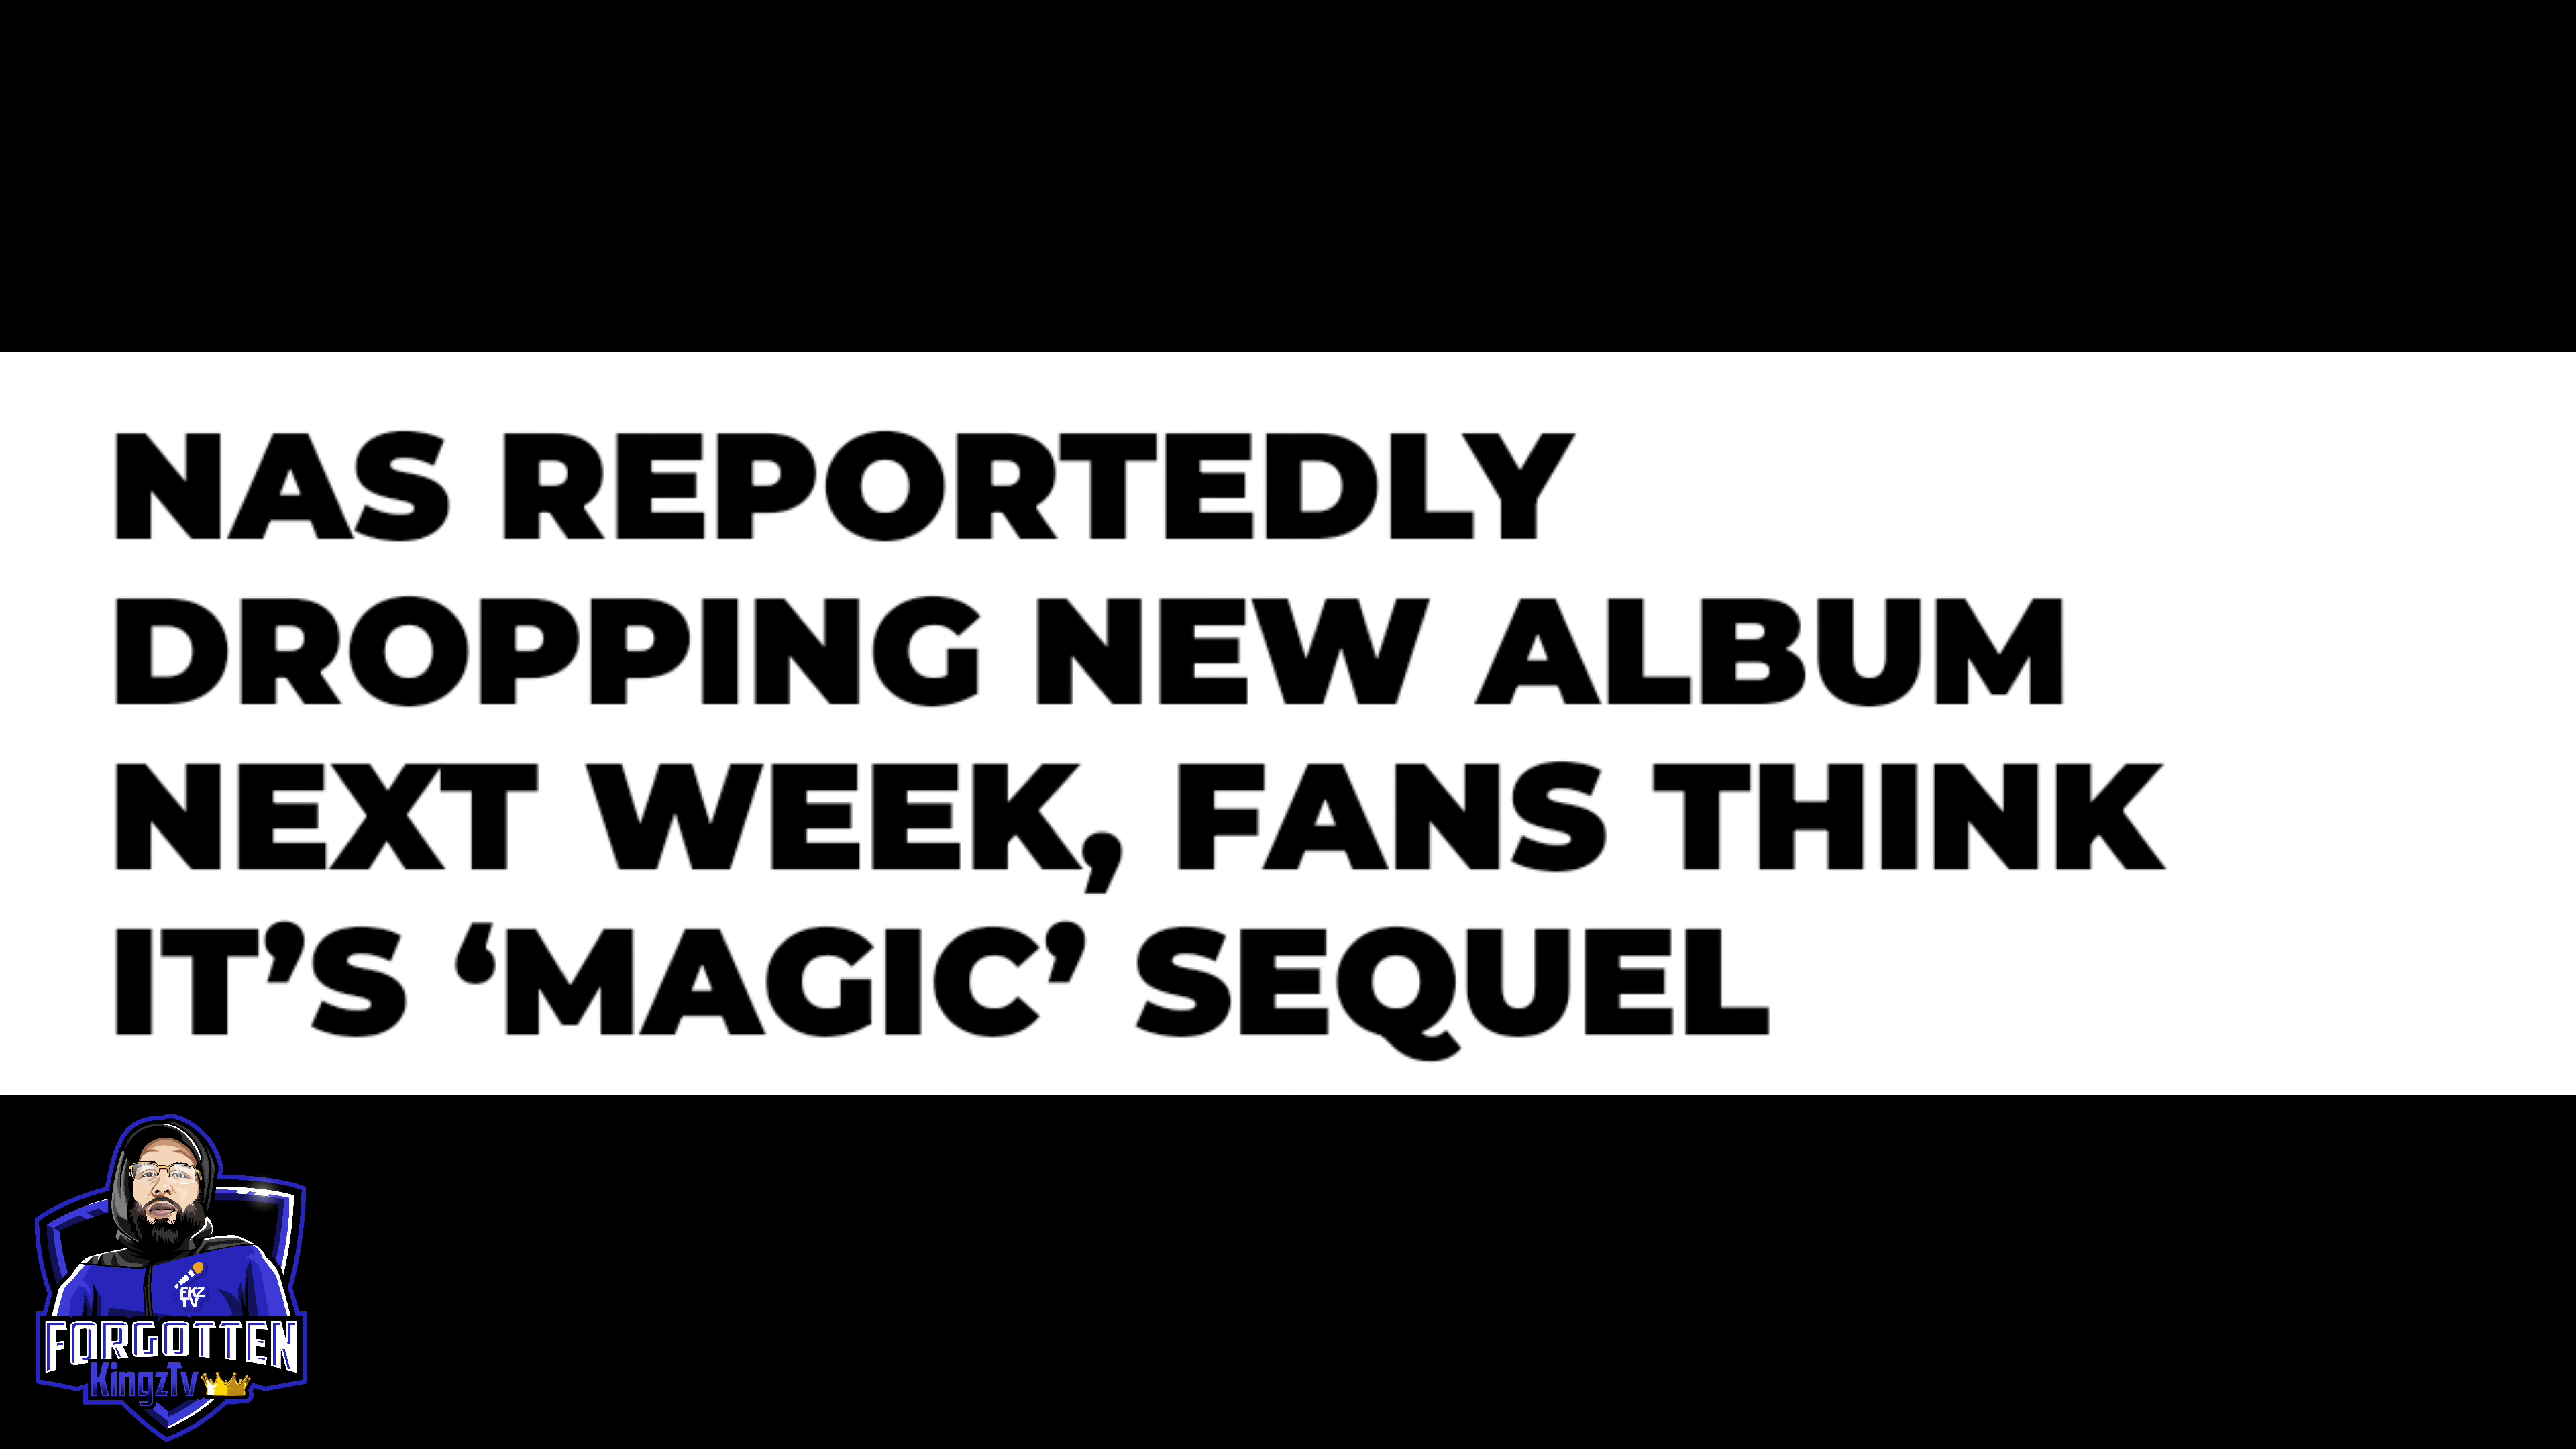 NAS REPORTEDLY
DROPPING NEW ALBUM
NEXT WEEK, FANS THINK
IT’S ‘MAGIC’ SEQUEL
FKZ
TV
FORGOTTEN
KingzTv